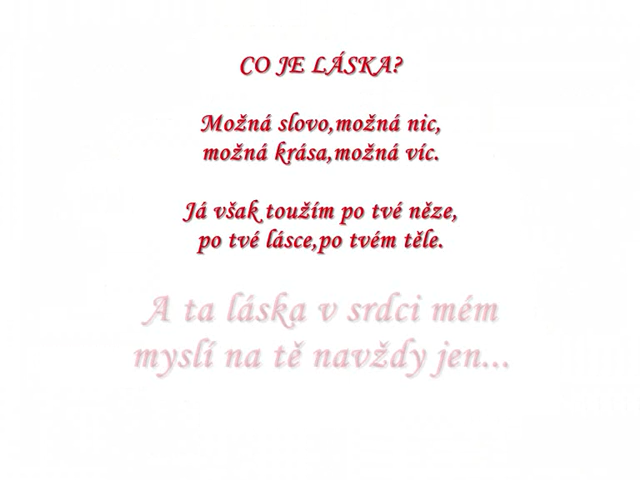 CO JE LÁSKA?
Možná slovo,možná nic,
možná krása,možná víc.
Já však toužím po tvé něze,
po tvé lásce,po tvém těle.
A ta láska v srdci mém
myslí na tě navždy jen...